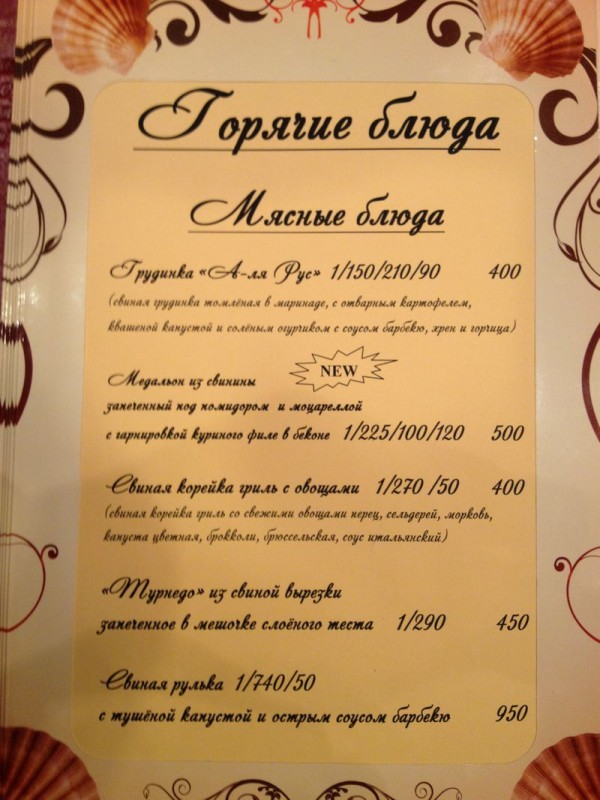 Горячие блюда
Мясные блюда
Грудинка «А-ля Рус» 1/150/210/90 400
(свиная грудинка томлёная в маринаде, с отварным картофелем,
квашеной капустой и солёным огурчиком с соусом барбекю, хрен и горчица)
NEW
Медальон из свинины
запеченный под помидором и моцареллой
с гарнировкой куриного филе в беконе 1/225/100/120 500
Свиная корейка гриль с овощами 1/270 /50 400
(свиная корейка гриль со свежими овощами перец, сельдерей, морковь,
капуста цветная, брокколи, брюссельская, соус итальянский)
«Турнедо» из свиной вырезки
запеченное в мешочке слоёного теста 1/290 450
Свиная рулька 1/740/50
с тушёной капустой и острым соусом барбекю 950